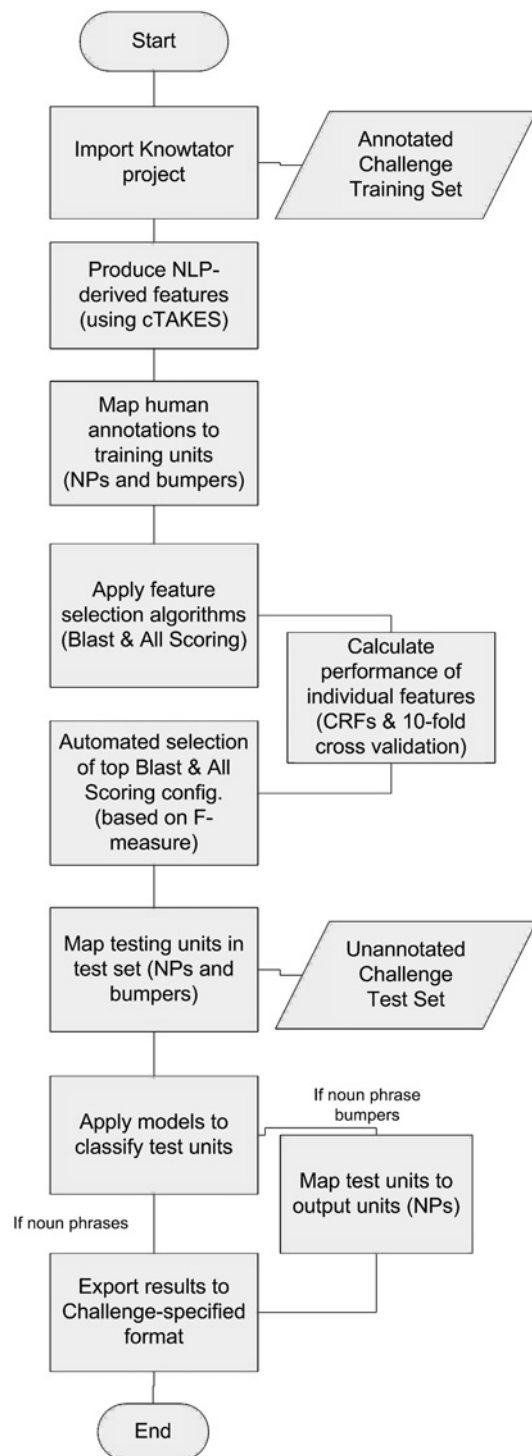 Start
Import Knowtator
project
Annotated
Challenge
Training Set
Produce NLP-
derived features
(using cTAKES)
Map human
annotations to
training units
(NPs and bumpers)
Apply feature
selection algorithms
(Blast & All Scoring)
Calculate
performance of
individual features
(CRFs & 10-fold
cross validation)
Automated selection
of top Blast & All
Scoring config.
(based on F-
measure)
Map testing units in
test set (NPs and
bumpers)
Unannotated
Challenge
Test Set
Apply models to
classify test units
If noun phrase
bumpers
Map test units to
output units (NPs)
If noun phrases
Export results to
Challenge-specified
format
End